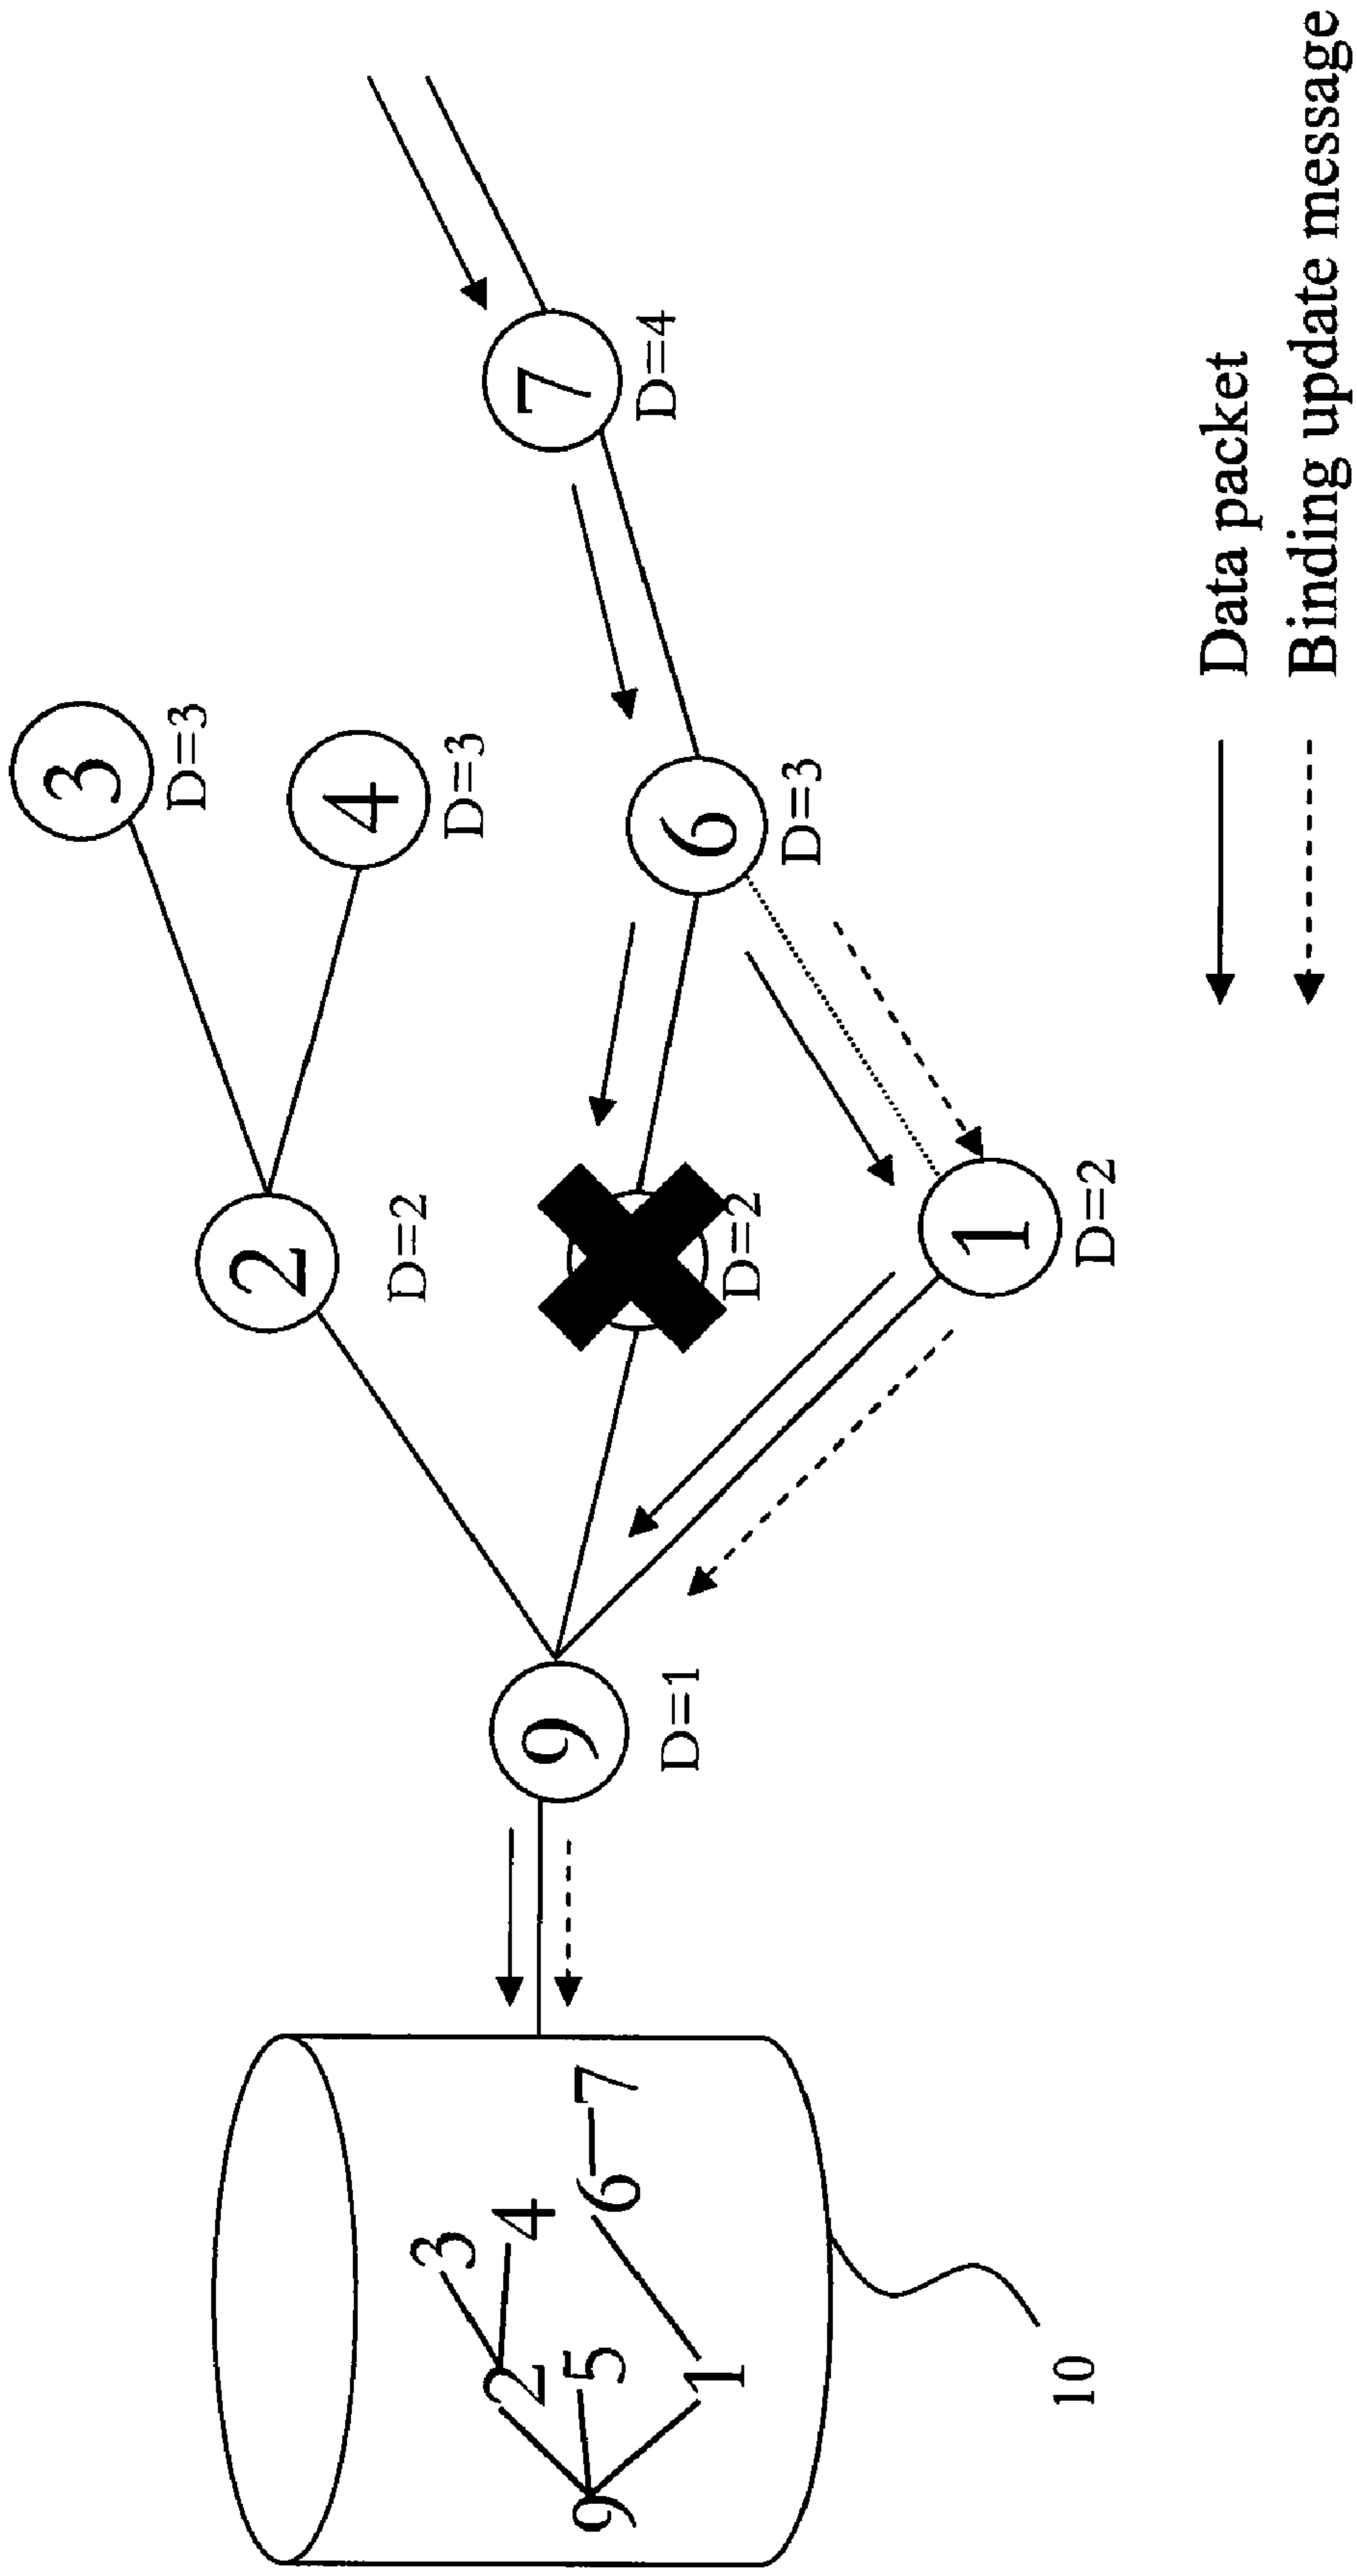 3
D=3
2
4
D=2
D=3
3
4
2
5
9
6
7
1
9
D=1
7
D=4
6
D=3
D=2
1
D=2
10
Data packet
Binding update message